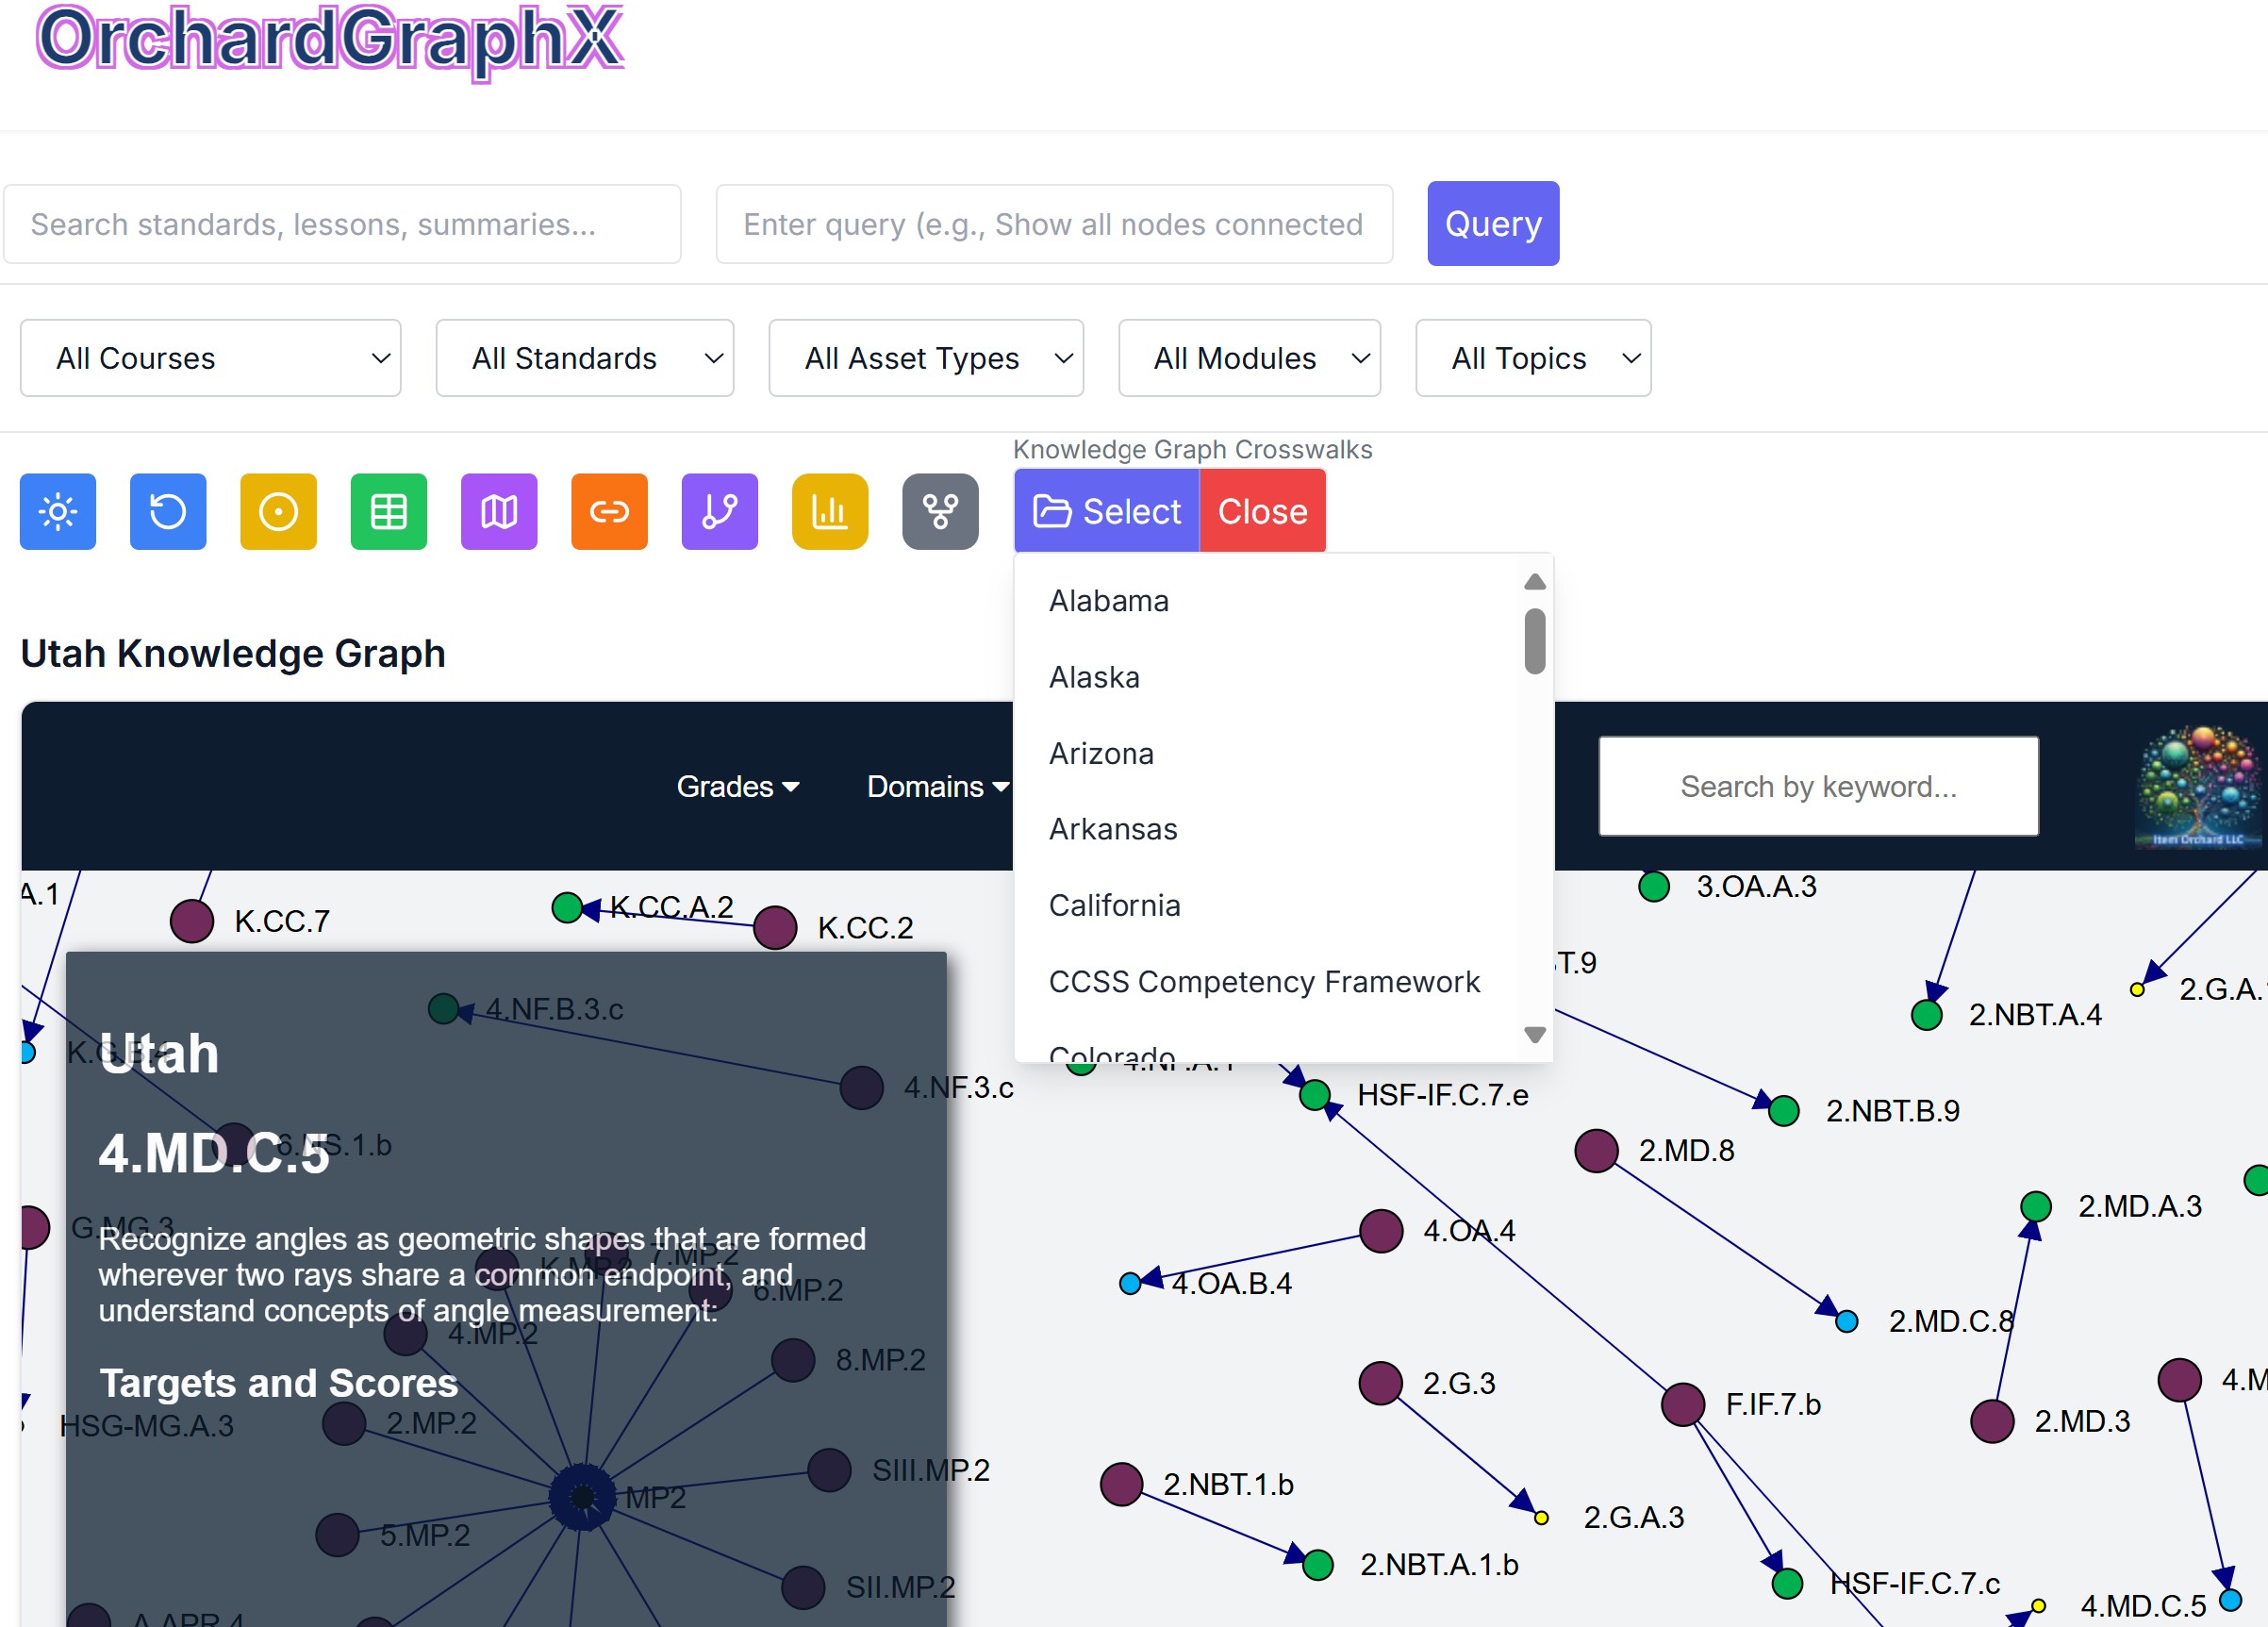 OrchardGraphX
Search standards, lessons, summaries...
Enter query (e.g., Show all nodes connected
Query
All Courses
All Standards
All Asset Types
All Modules
All Topics
Knowledge Graph Crosswalks
Select
Close
Alabama
Alaska
Arizona
Arkansas
California
CCSS Competency Framework
Colorado
Utah Knowledge Graph
Grades
Domains
Search by keyword...
Item Orchard LLC
A.1
K.CC.7
K.CC.A.2
K.CC.2
3.OA.A.3
T.9
2.NBT.A.4
2.G.A.
4.NF.B.3.c
Utah
K.G.B.4
4.NF.3.c
4.NF.A.1
HSF-IF.C.7.e
2.NBT.B.9
4.MD.C.5
6.NS.1.b
2.MD.8
2.MD.A.3
G.MG.3
Recognize angles as geometric shapes that are formed
wherever two rays share a common endpoint, and
understand concepts of angle measurement:
K.MP.2
7.MP.2
6.MP.2
4.OA.4
4.OA.B.4
4.MP.2
2.MD.C.8
8.MP.2
Targets and Scores
2.G.3
F.IF.7.b
2.MD.3
4.M
HSG-MG.A.3
2.MP.2
SIII.MP.2
MP2
2.NBT.1.b
2.G.A.3
5.MP.2
2.NBT.A.1.b
SII.MP.2
HSF-IF.C.7.c
4.MD.C.5
A.APR.4